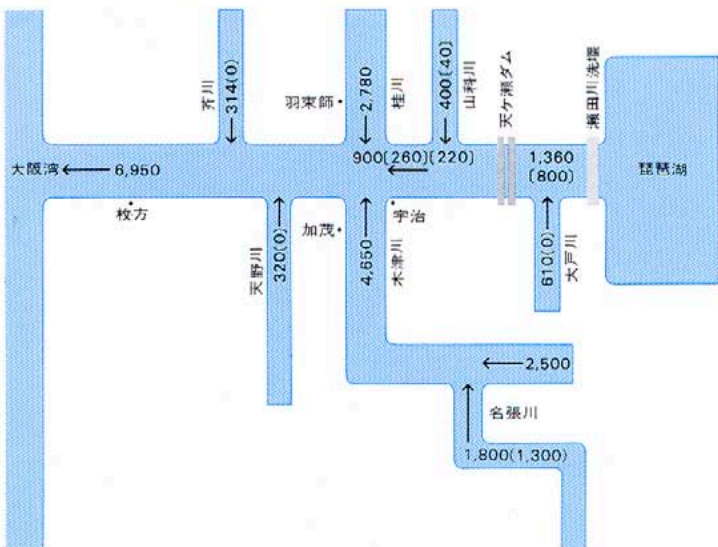 芥川
314(0)
羽束師
2,780
桂川
400[40]
山科川
天ケ瀬ダム
瀬田川洗堰
大阪湾
6,950
900[260][220]
1,360
[800]
琵琶湖
枚方
天野川
320(0)
加茂
4,650
木津川
宇治
610(0)
大戸川
2,500
名張川
1,800(1,300)